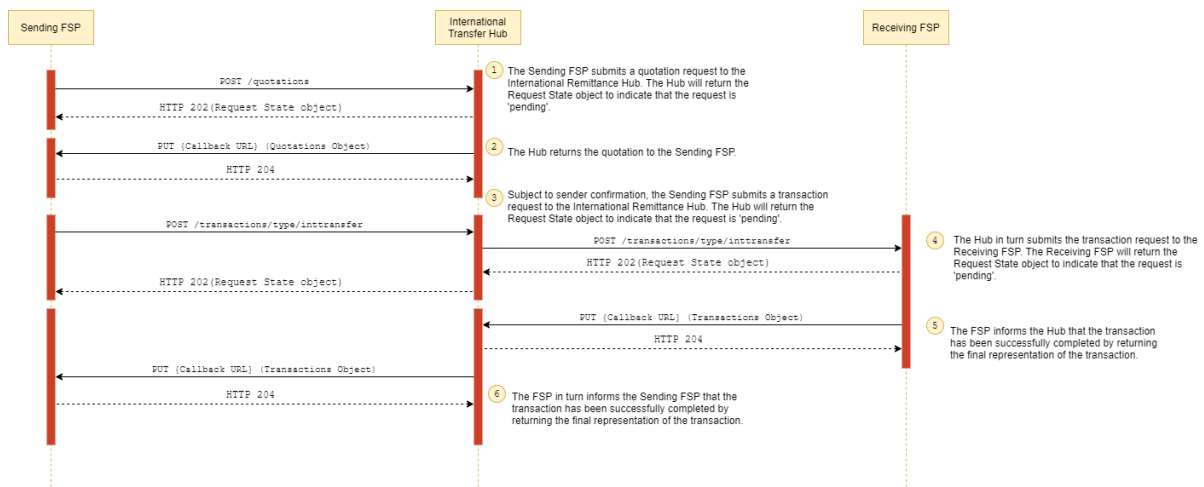 Sending FSP
International
Transfer Hub
Receiving FSP
POST /quotations
HTTP 202(Request State object)
1
The Sending FSP submits a quotation request to the
International Remittance Hub. The Hub will return the
Request State object to indicate that the request is
'pending'.
PUT {Callback URL} (Quotations Object)
HTTP 204
2
The Hub returns the quotation to the Sending FSP.
3
Subject to sender confirmation, the Sending FSP submits a transaction
request to the International Remittance Hub. The Hub will return the
Request State object to indicate that the request is 'pending'.
POST /transactions/type/inttransfer
POST /transactions/type/inttransfer
HTTP 202(Request State object)
4
The Hub in turn submits the transaction request to the
Receiving FSP. The Receiving FSP will return the
Request State object to indicate that the request is
'pending'.
HTTP 202(Request State object)
PUT {Callback URL} (Transactions Object)
HTTP 204
5
The FSP informs the Hub that the transaction
has been successfully completed by returning
the final representation of the transaction.
PUT {Callback URL} (Transactions Object)
HTTP 204
6
The FSP in turn informs the Sending FSP that the
transaction has been successfully completed by
returning the final representation of the transaction.